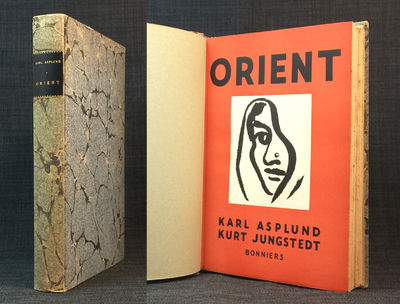 KARL ASPLUND
ORIENT
ORIENT
KARL ASPLUND
KURT JUNGSTEDT
BONNIERS